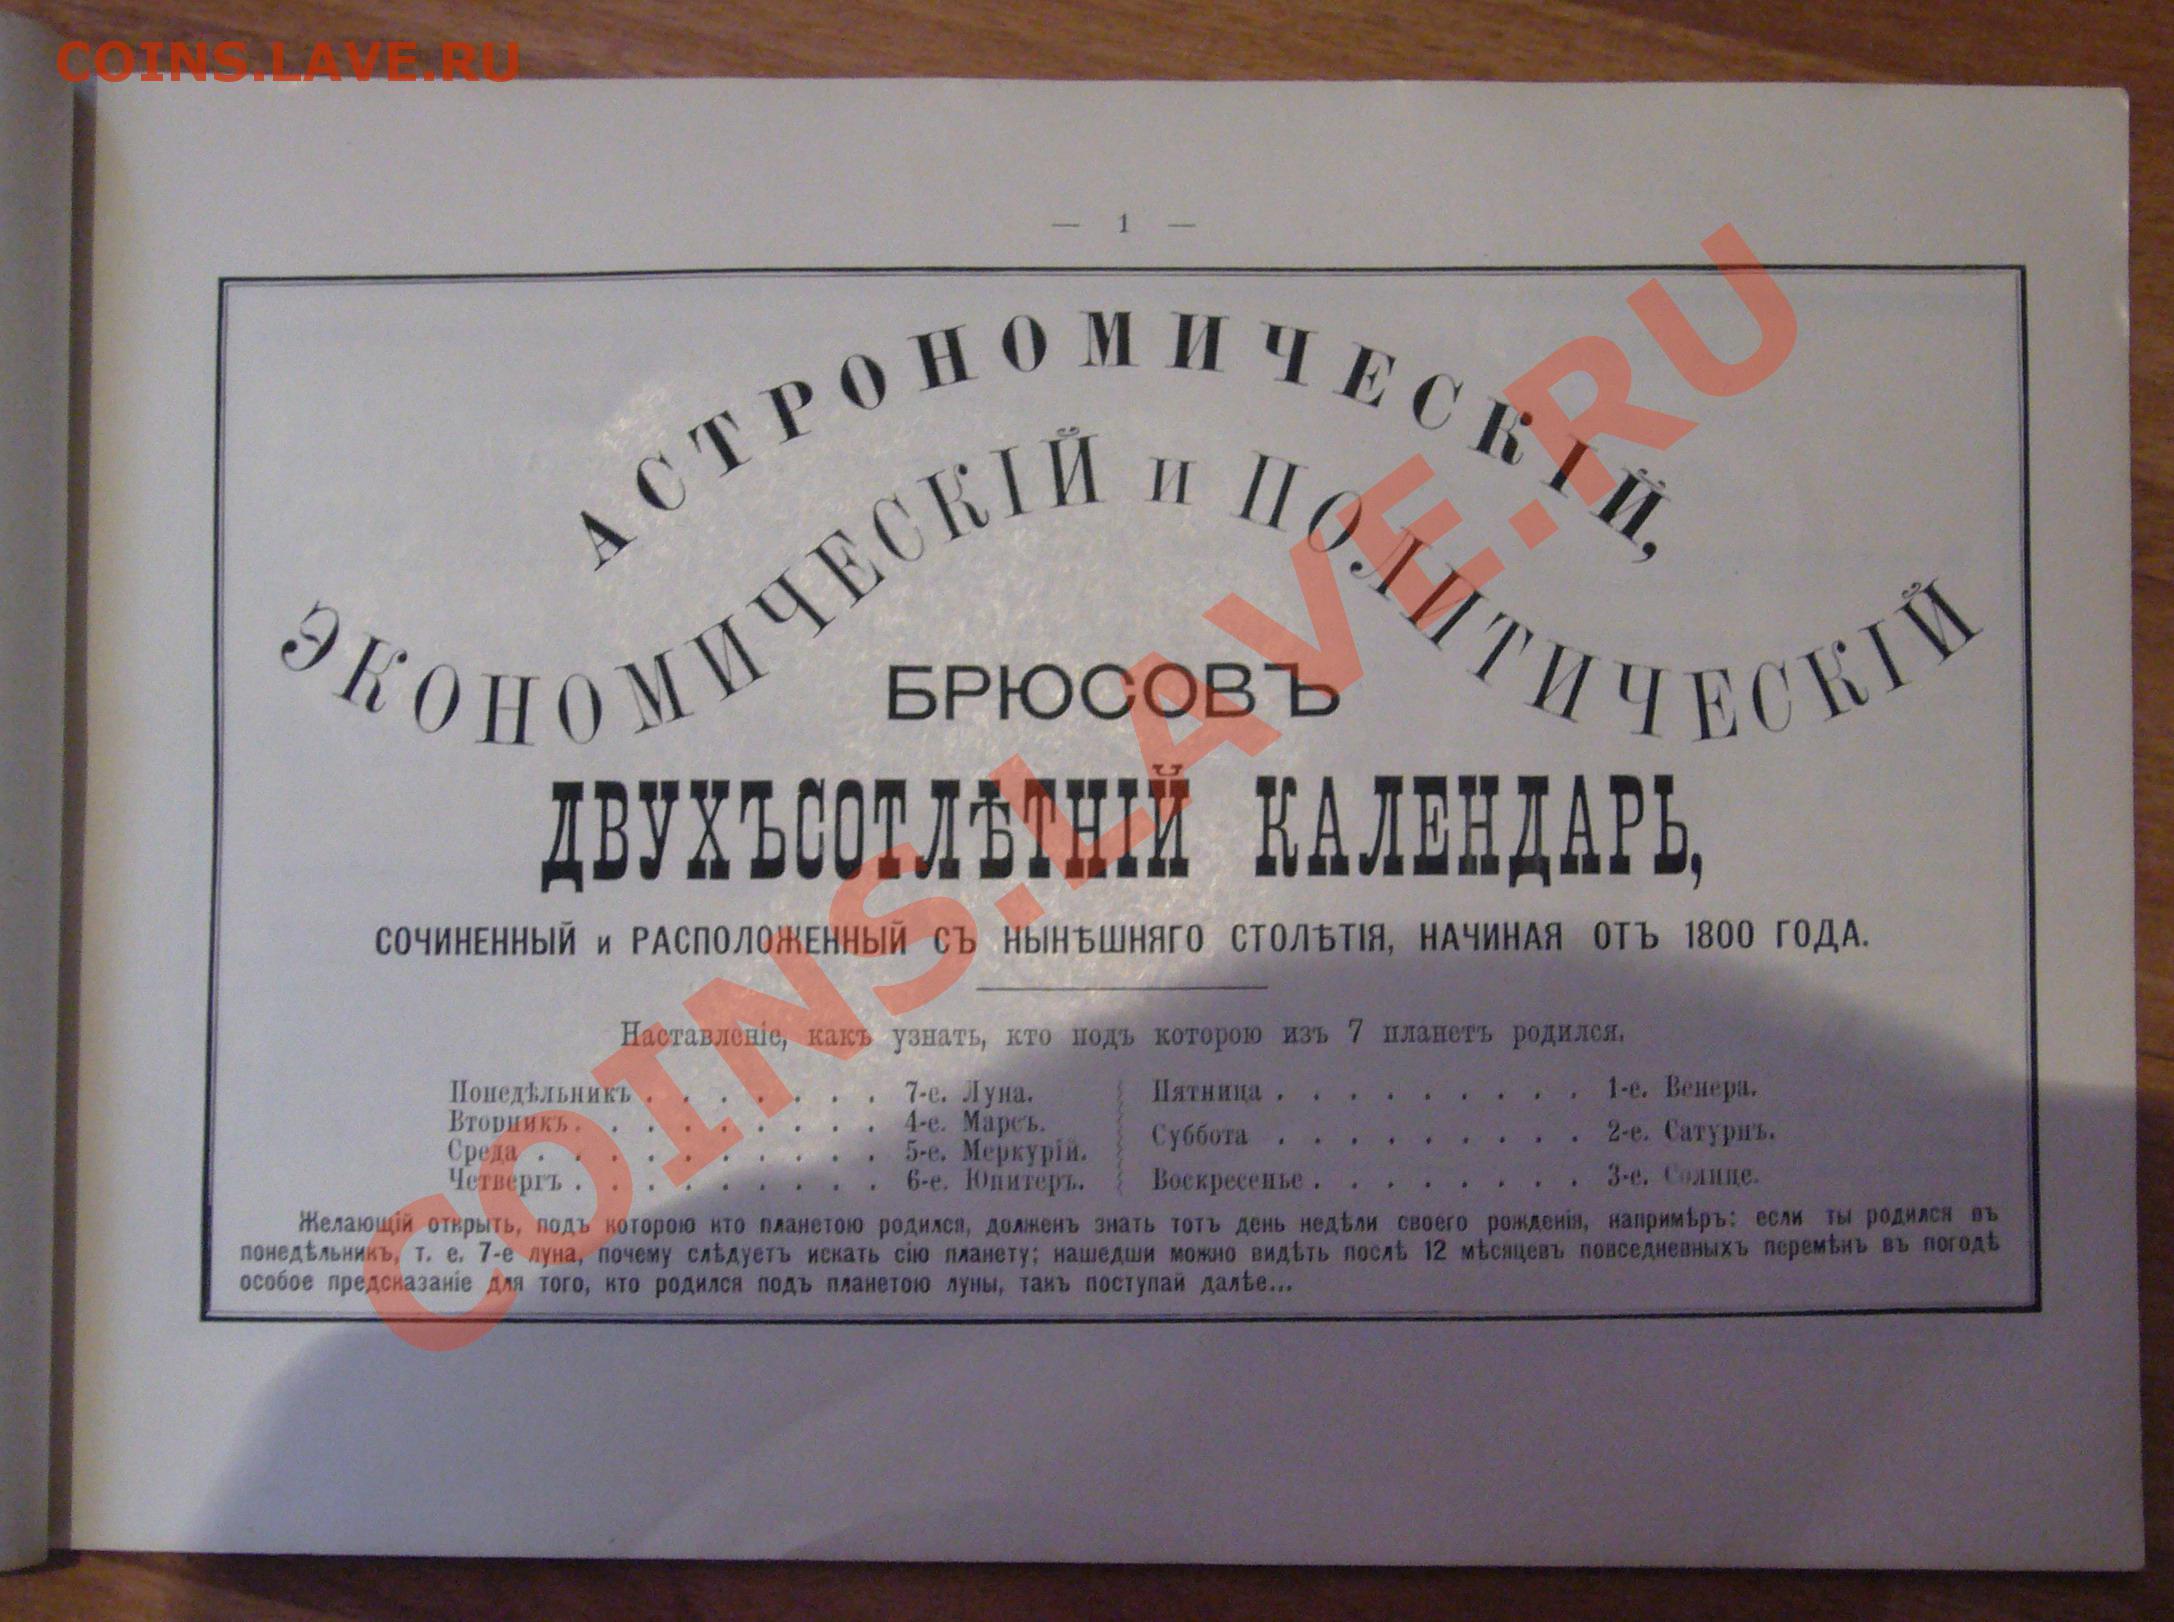 COINS.LAVE.RU
— 1 —
АСТРОНОМИЧЕСКІЙ,
ЭКОНОМИЧЕСКІЙ и ПОЛИТИЧЕСКІЙ
БРЮСОВЪ
ДВУХЪСОТЛѢТНІЙ КАЛЕНДАРЬ,
СОЧИНЕННЫЙ и РАСПОЛОЖЕННЫЙ СЪ НЫНѢШНЯГО СТОЛѢТІЯ, НАЧИНАЯ ОТЪ 1800 ГОДА.
Наставленіе, какъ узнать, кто подъ которою изъ 7 планетъ родился.
Понедѣльникъ . . . . . . . 7-е. Луна.
Вторникъ . . . . . . . . . 4-е. Марсъ.
Среда . . . . . . . . . . 5-е. Меркурій.
Четвергъ . . . . . . . . . 6-е. Юпитеръ.
Пятница . . . . . . . . . 1-е. Венера.
Суббота . . . . . . . . . 2-е. Сатурнъ.
Воскресенье . . . . . . . . 3-е. Солнце.
Желающій открыть, подъ которою кто планетою родился, долженъ знать тотъ день недѣли своего рожденія, напримѣръ: если ты родился въ
понедѣльникъ, т. е. 7-е луна, почему слѣдуетъ искать сію планету; нашедши можно видѣть послѣ 12 мѣсяцевъ повседневныхъ перемѣнъ въ погодѣ
особое предсказаніе для того, кто родился подъ планетою луны, такъ поступай далѣе...
COINS.LAVE.RU